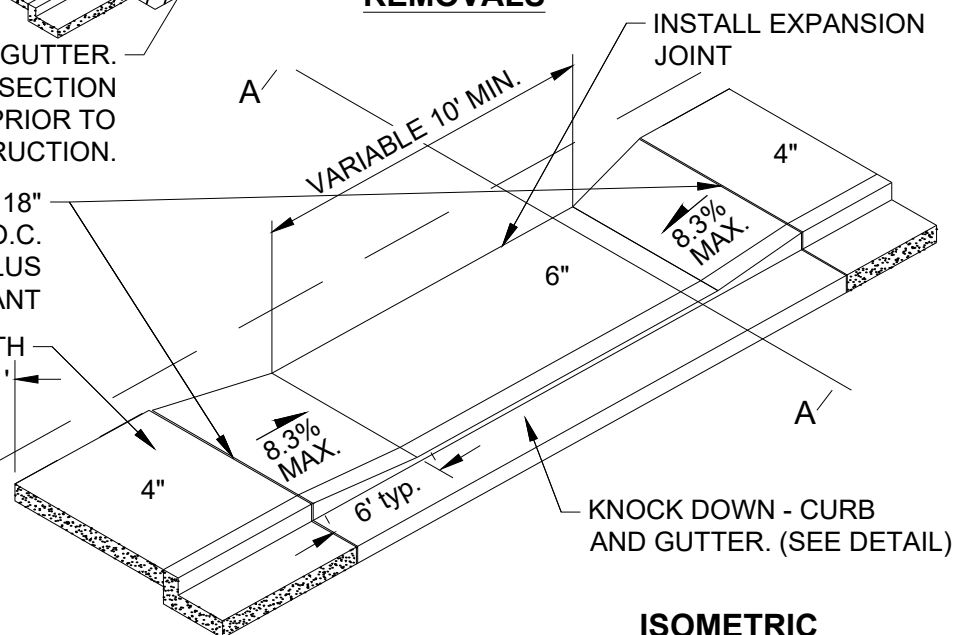 REMOVALS
GUTTER.
SECTION
PRIOR TO
RUCTION.
18"
O.C.
LUS
ANT
TH
'
INSTALL EXPANSION
JOINT
A
VARIABLE 10' MIN.
4"
8.3%
MAX.
6"
A
8.3%
MAX.
4"
6' typ.
KNOCK DOWN - CURB
AND GUTTER. (SEE DETAIL)
ISOMETRIC